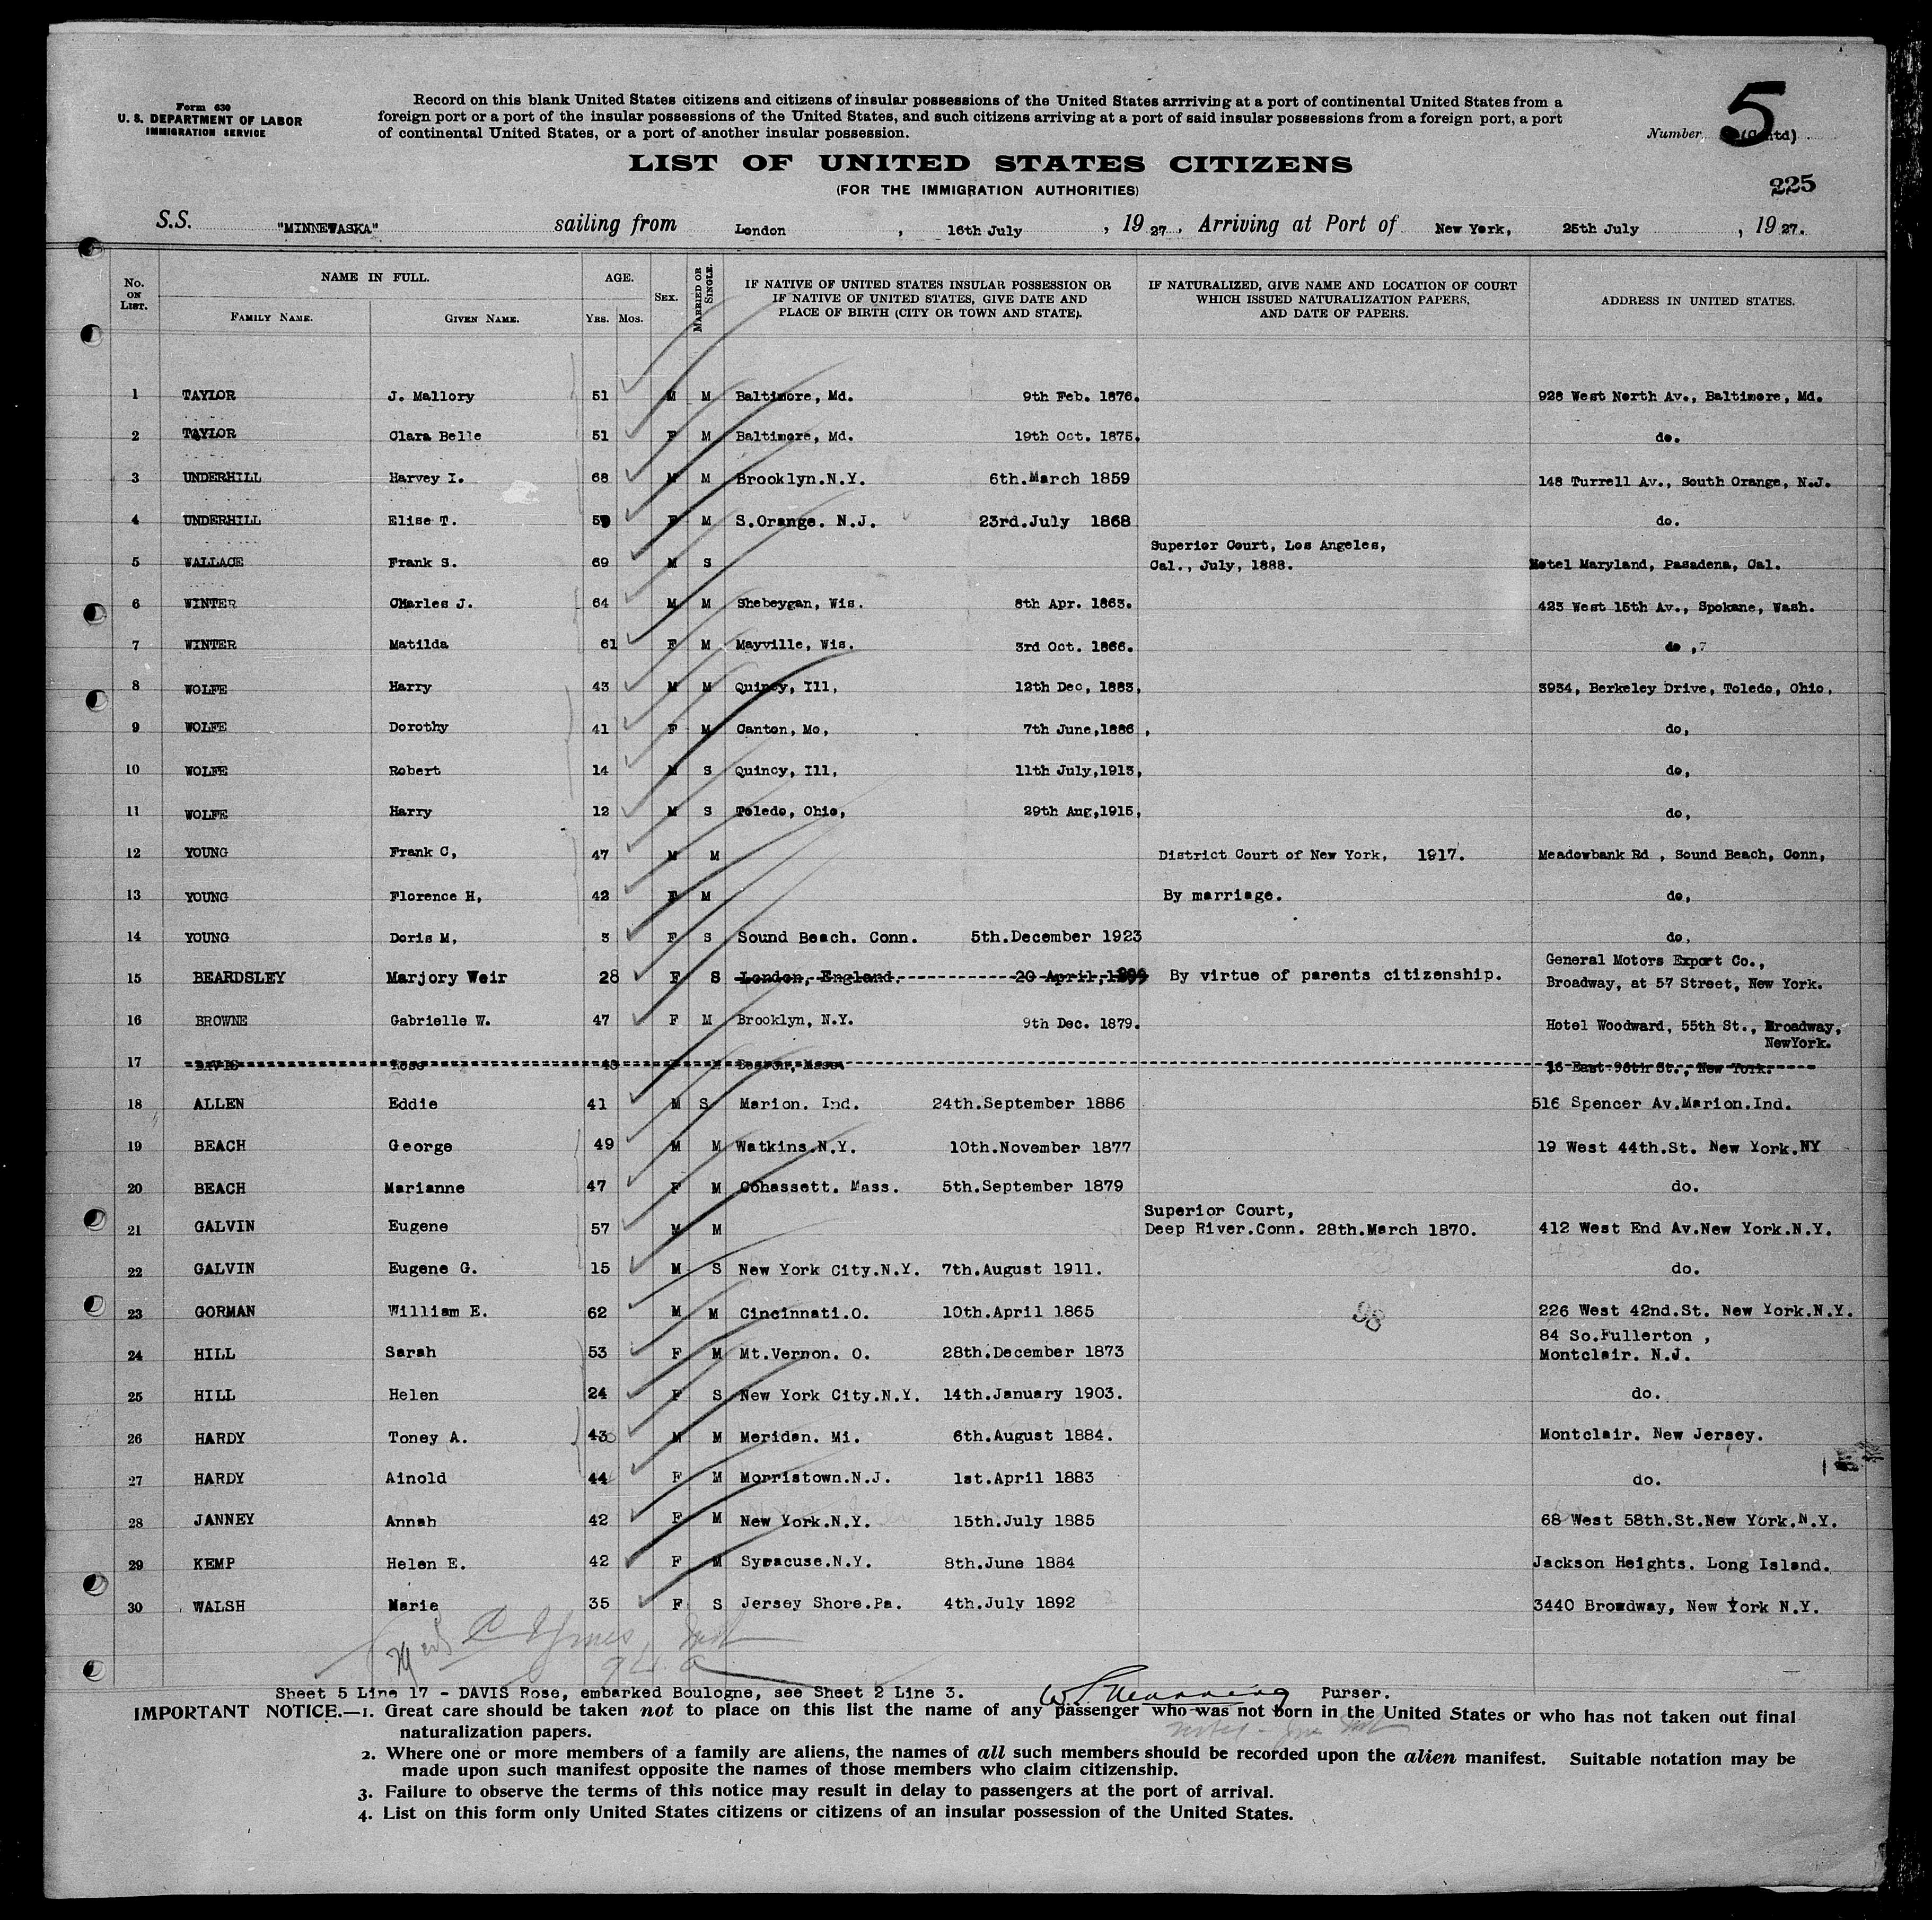 Form 630
U. S. DEPARTMENT OF LABOR
IMMIGRATION SERVICE
Record on this blank United States citizens and citizens of insular possessions of the United States arrriving at a port of continental United States from a
foreign port or a port of the insular possessions of the United States, and such citizens arriving at a port of said insular possessions from a foreign port, a port
of continental United States, or a port of another insular possession.
Number 5 (Contd)
LIST OF UNITED STATES CITIZENS
(FOR THE IMMIGRATION AUTHORITIES)
225
S.S. "MINNEWASKA" sailing from London, 16th July, 1927, Arriving at Port of New York, 25th July, 1927.
No. ON LIST. NAME IN FULL. AGE. SEX. MARRIED OR SINGLE. IF NATIVE OF UNITED STATES INSULAR POSSESSION OR IF NATIVE OF UNITED STATES, GIVE DATE AND PLACE OF BIRTH (CITY OR TOWN AND STATE). IF NATURALIZED, GIVE NAME AND LOCATION OF COURT WHICH ISSUED NATURALIZATION PAPERS, AND DATE OF PAPERS. ADDRESS IN UNITED STATES.
FAMILY NAME. GIVEN NAME. YRS. MOS.
1 TAYLOR J. Mallory 51 M M Baltimore, Md. 9th Feb. 1876. 928 West North Av., Baltimore, Md.
2 TAYLOR Clara Belle 51 F M Baltimore, Md. 19th Oct. 1875. do.
3 UNDERHILL Harvey I. 68 M M Brooklyn.N.Y. 6th.March 1859 148 Turrell Av., South Orange, N.J.
4 UNDERHILL Elise T. 59 F M S.Orange. N.J. 23rd.July 1868 do.
5 WALLACE Frank S. 69 M S Superior Court, Los Angeles, Cal., July, 1888. Hotel Maryland, Pasadena, Cal.
6 WINTER CHarles J. 64 M M Sheboygan, Wis. 8th Apr. 1863. 423 West 15th Av., Spokane, Wash.
7 WINTER Matilda 61 F M Mayville, Wis. 3rd Oct. 1866. do ,7
8 WOLFE Harry 43 M M Quincy, Ill, 12th Dec, 1883, 3934, Berkeley Drive, Toledo, Ohio,
9 WOLFE Dorothy 41 F M Canton, Mo, 7th June,1886 , do,
10 WOLFE Robert 14 M S Quincy, Ill, 11th July,1913, do,
11 WOLFE Harry 12 M S Toledo, Ohio, 29th Aug,1915, do,
12 YOUNG Frank C, 47 M M District Court of New York, 1917. Meadowbank Rd , Sound Beach, Conn,
13 YOUNG Florence H, 42 F M By marriage. do,
14 YOUNG Doris M, 3 F S Sound Beach. Conn. 5th.December 1923 do,
15 BEARDSLEY Marjory Weir 28 F S London, England. 20 April,1899 By virtue of parents citizenship. General Motors Export Co., Broadway, at 57 Street, New York.
16 BROWNE Gabrielle W. 47 F M Brooklyn, N.Y. 9th Dec. 1879. Hotel Woodward, 55th St., Broadway, NewYork.
17 DAVIS Rose 43 F M Boston, Mass. 16 East 96th St., New York.
18 ALLEN Eddie 41 M S Marion. Ind. 24th.September 1886 516 Spencer Av.Marion.Ind.
19 BEACH George 49 M M Watkins.N.Y. 10th.November 1877 19 West 44th.St. New York.NY
20 BEACH Marianne 47 F M Cohassett. Mass. 5th.September 1879 do.
21 GALVIN Eugene 57 M M Superior Court, Deep River.Conn. 28th.March 1870. 412 West End Av.New York.N.Y.
22 GALVIN Eugene G. 15 M S New York City.N.Y. 7th.August 1911. do.
23 GORMAN William E. 62 M M Cincinnati.O. 10th.April 1865 98 226 West 42nd.St. New York.N.Y.
24 HILL Sarah 53 F M Mt.Vernon. O. 28th.December 1873 84 So.Fullerton , Montclair. N.J.
25 HILL Helen 24 F S New York City.N.Y. 14th.January 1903. do.
26 HARDY Toney A. 43 M M Meriden. Mi. 6th.August 1884. Montclair. New Jersey.
27 HARDY Ainold 44 F M Morristown.N.J. 1st.April 1883 do.
28 JANNEY Annah 42 F M New York.N.Y. 15th.July 1885 68 West 58th.St.New York.N.Y.
29 KEMP Helen E. 42 F M Syracuse.N.Y. 8th.June 1884 Jackson Heights. Long Island.
30 WALSH Marie 35 F S Jersey Shore.Pa. 4th.July 1892 3440 Broadway, New York N.Y.
Sheet 5 Line 17 - DAVIS Rose, embarked Boulogne, see Sheet 2 Line 3. Purser.
IMPORTANT NOTICE.—1. Great care should be taken not to place on this list the name of any passenger who was not born in the United States or who has not taken out final
naturalization papers.
2. Where one or more members of a family are aliens, the names of all such members should be recorded upon the alien manifest. Suitable notation may be
made upon such manifest opposite the names of those members who claim citizenship.
3. Failure to observe the terms of this notice may result in delay to passengers at the port of arrival.
4. List on this form only United States citizens or citizens of an insular possession of the United States.